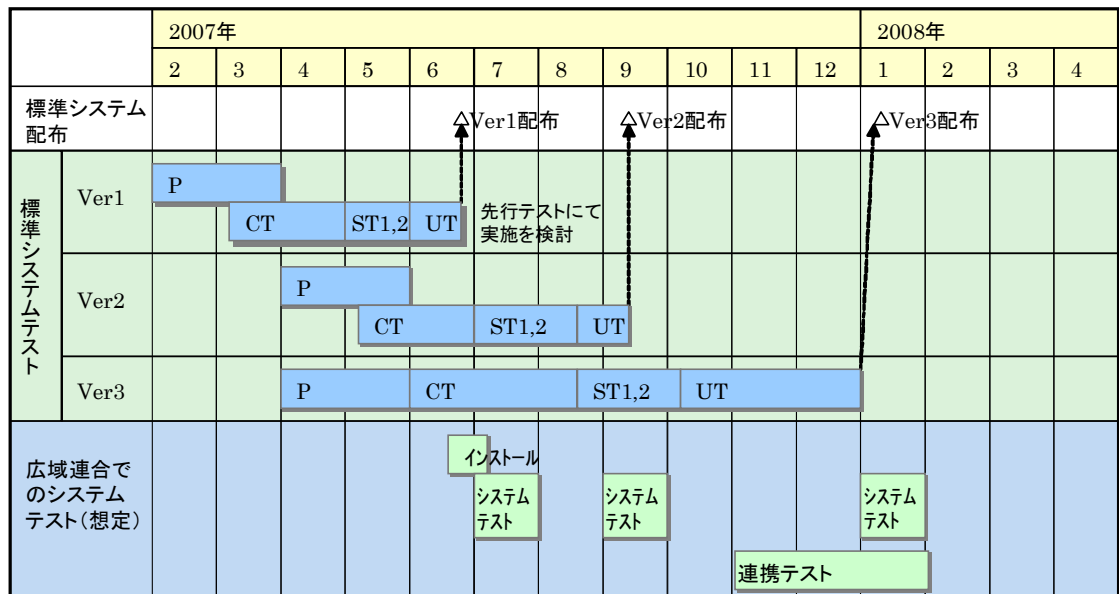 2007年 2008年
2 3 4 5 6 7 8 9 10 11 12 1 2 3 4
標準システム
配布
△Ver1配布 △Ver2配布 △Ver3配布
標準システムテスト
Ver1
P
CT ST1,2 UT
先行テストにて
実施を検討
Ver2
P
CT ST1,2 UT
Ver3
P CT ST1,2 UT
広域連合で
のシステム
テスト(想定)
インストール
システム
テスト
システム
テスト
システム
テスト
連携テスト